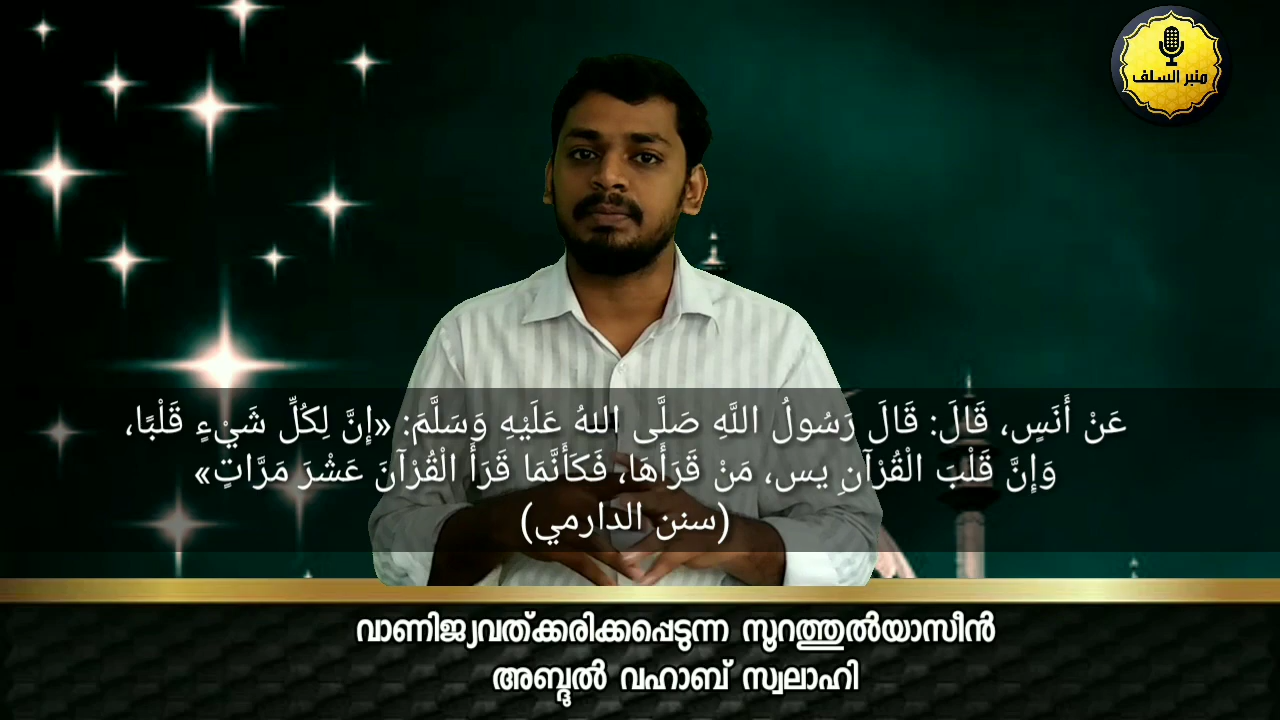 منبر السلف
عَنْ أَنَسٍ، قَالَ: قَالَ رَسُولُ اللَّهِ صَلَّى اللهُ عَلَيْهِ وَسَلَّمَ: «إِنَّ لِكُلِّ شَيْءٍ قَلْبًا،
وَإِنَّ قَلْبَ الْقُرْآنِ يس، مَنْ قَرَأَهَا، فَكَأَنَّمَا قَرَأَ الْقُرْآنَ عَشْرَ مَرَّاتٍ»
(سنن الدارمي)
വാണിജ്യവത്ക്കരിക്കപ്പെടുന്ന സൂറത്തുൽയാസീൻ
അബ്ദുൽ വഹാബ് സ്വലാഹി